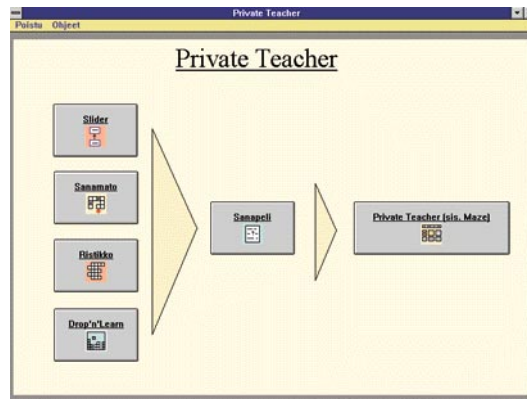 Private Teacher
Poistu Ohjeet
Private Teacher
Slider
Sanamato
Ristikko
Drop'n'Learn
Sanapeli
Private Teacher (sis. Maze)